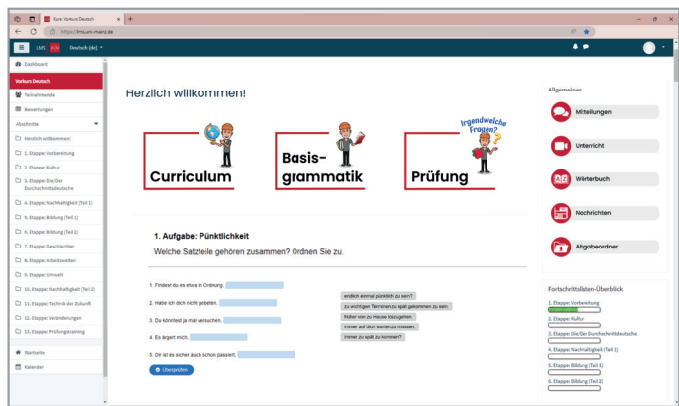 Kurs: Vorkurs Deutsch
https://lms.uni-mainz.de
LMS
Deutsch (de)
Dashboard
Vorkurs Deutsch
Teilnehmende
Bewertungen
Abschnitte
Herzlich willkommen!
1. Etappe: Vorbereitung
2. Etappe: Kultur
3. Etappe: Die/Der
Durchschnittsdeutsche
4. Etappe: Nachhaltigkeit (Teil 1)
5. Etappe: Bildung (Teil 1)
6. Etappe: Bildung (Teil 2)
7. Etappe: Geschlechter
8. Etappe: Arbeitswelten
9. Etappe: Umwelt
10. Etappe: Nachhaltigkeit (Teil 2)
11. Etappe: Technik der Zukunft
12. Etappe: Veränderungen
13. Etappe: Prüfungstraining
Startseite
Kalender
Herzlich willkommen!
Curriculum
Basis-
grammatik
Irgendwelche
Fragen?
Prüfung
1. Aufgabe: Pünktlichkeit
Welche Satzteile gehören zusammen? Ordnen Sie zu.
1. Findest du es etwa in Ordnung,
2. Habe ich dich nicht gebeten,
3. Du könntest ja mal versuchen,
4. Es ärgert mich,
5. Dir ist es sicher auch schon passiert,
endlich einmal pünktlich zu sein?
zu wichtigen Terminen zu spät gekommen zu sein.
früher von zu Hause loszugehen.
immer auf dich warten zu müssen.
immer zu spät zu kommen?
Überprüfen
Allgemeines
Mitteilungen
Unterricht
Wörterbuch
Nachrichten
Abgabeordner
Fortschrittslisten-Überblick
1. Etappe: Vorbereitung
2. Etappe: Kultur
3. Etappe: Die/Der Durchschnittsdeutsche
4. Etappe: Nachhaltigkeit (Teil 1)
5. Etappe: Bildung (Teil 1)
6. Etappe: Bildung (Teil 2)